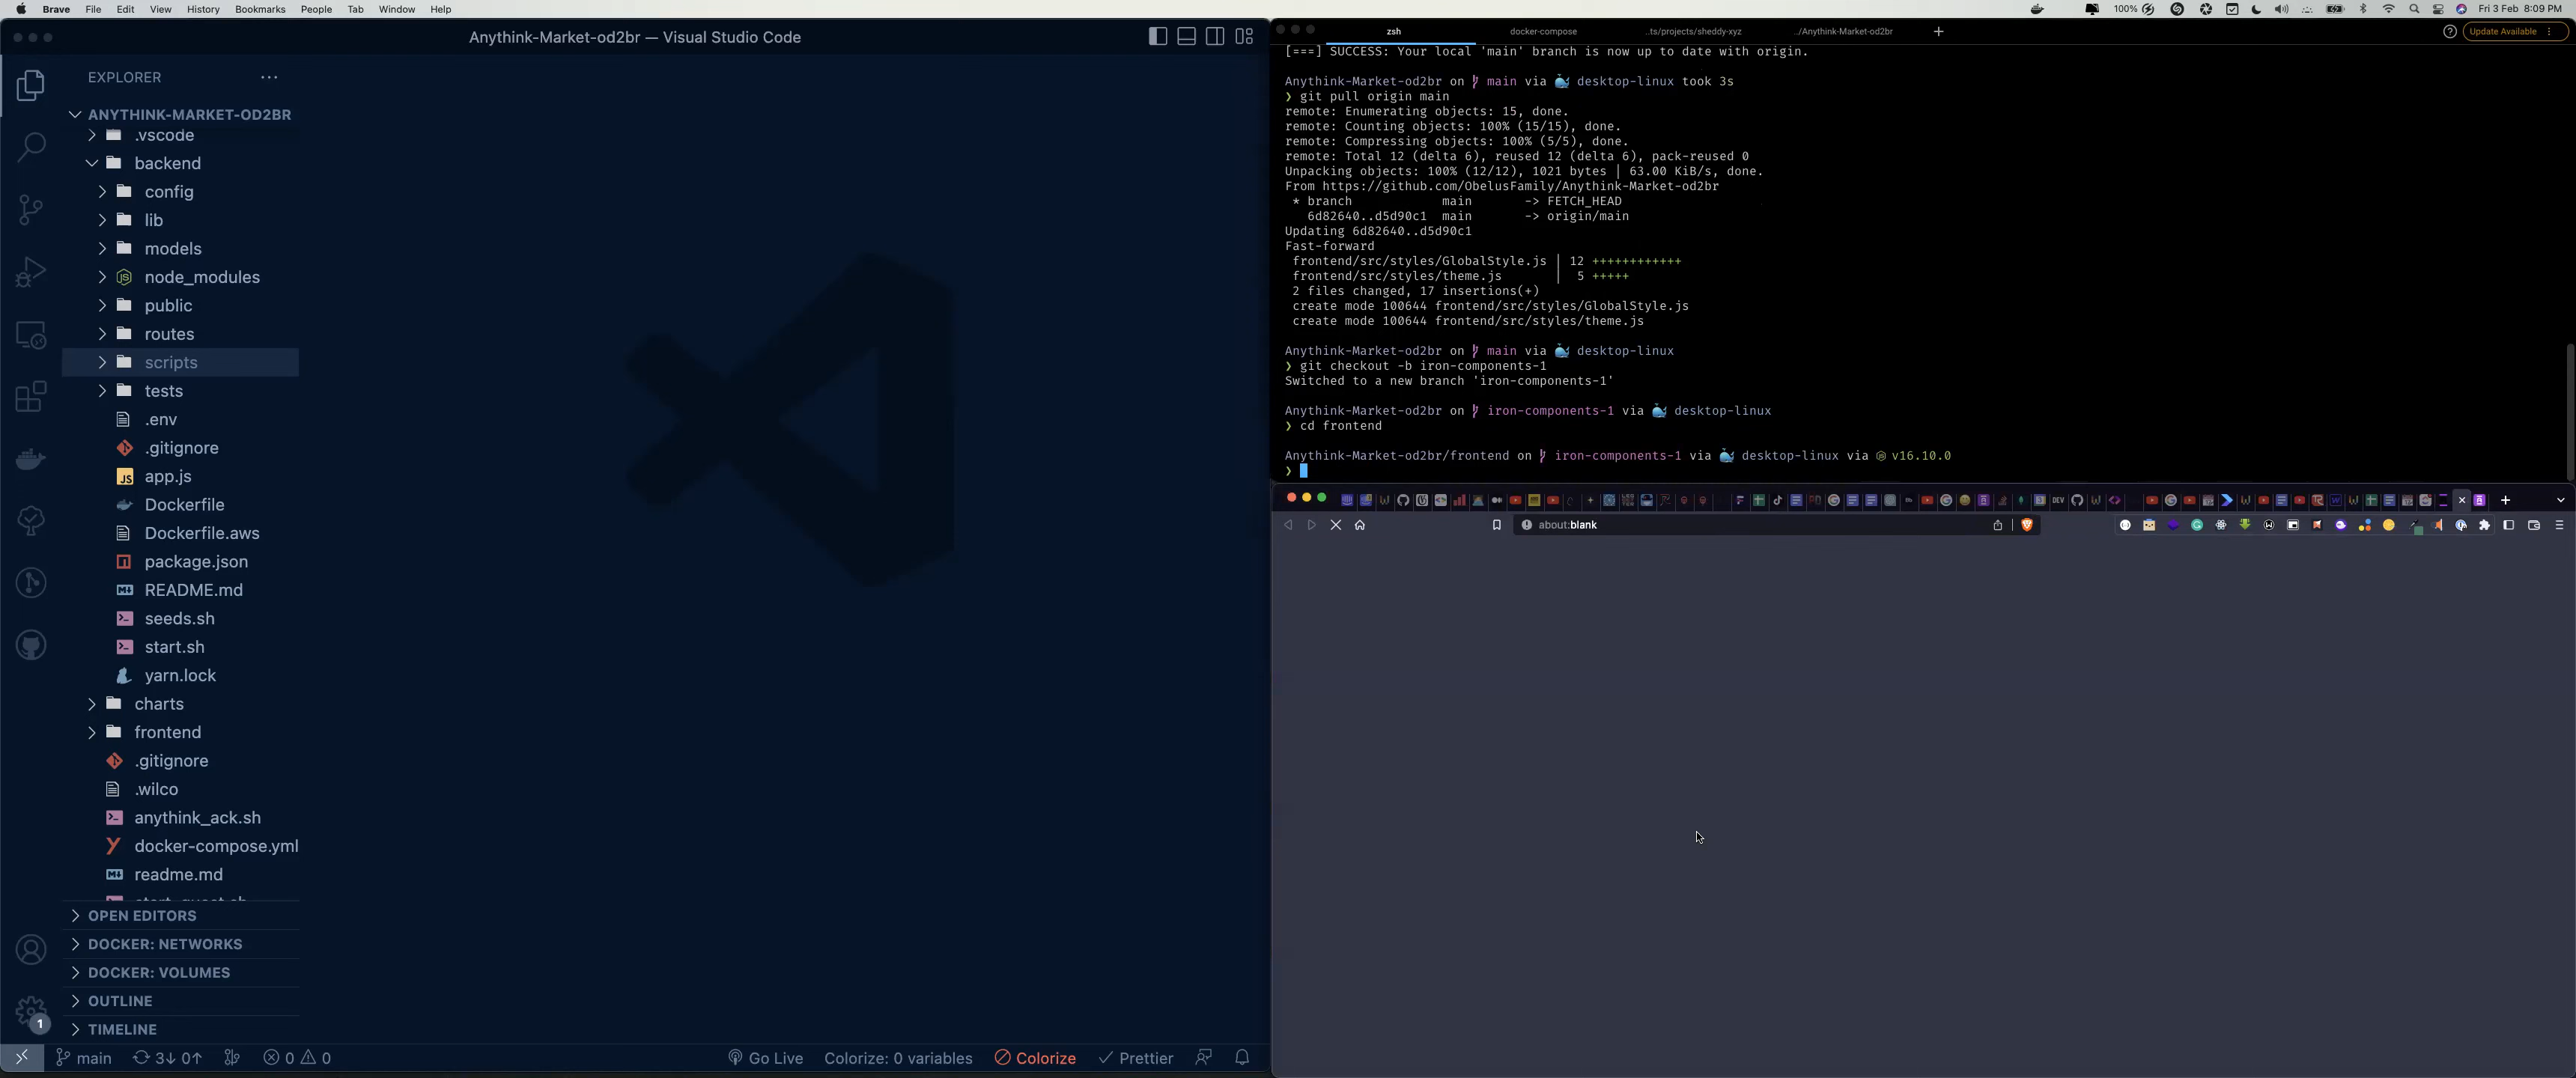 Brave File Edit View History Bookmarks People Tab Window Help
100%
Fri 3 Feb 8:09 PM
Anythink-Market-od2br — Visual Studio Code
EXPLORER
ANYTHINK-MARKET-OD2BR
.vscode
backend
config
lib
models
node_modules
public
routes
scripts
tests
.env
.gitignore
app.js
Dockerfile
Dockerfile.aws
package.json
README.md
seeds.sh
start.sh
yarn.lock
charts
frontend
.gitignore
.wilco
anythink_ack.sh
docker-compose.yml
readme.md
OPEN EDITORS
DOCKER: NETWORKS
DOCKER: VOLUMES
OUTLINE
TIMELINE
1
main 3↓ 0↑ 0 0
Go Live Colorize: 0 variables Colorize Prettier
zsh docker-compose ..ts/projects/sheddy-xyz ../Anythink-Market-od2br + Update Available
[===] SUCCESS: Your local 'main' branch is now up to date with origin.
Anythink-Market-od2br on main via desktop-linux took 3s
❯ git pull origin main
remote: Enumerating objects: 15, done.
remote: Counting objects: 100% (15/15), done.
remote: Compressing objects: 100% (5/5), done.
remote: Total 12 (delta 6), reused 12 (delta 6), pack-reused 0
Unpacking objects: 100% (12/12), 1021 bytes | 63.00 KiB/s, done.
From https://github.com/ObelusFamily/Anythink-Market-od2br
* branch main -> FETCH_HEAD
6d82640..d5d90c1 main -> origin/main
Updating 6d82640..d5d90c1
Fast-forward
frontend/src/styles/GlobalStyle.js | 12 ++++++++++++
frontend/src/styles/theme.js | 5 +++++
2 files changed, 17 insertions(+)
create mode 100644 frontend/src/styles/GlobalStyle.js
create mode 100644 frontend/src/styles/theme.js
Anythink-Market-od2br on main via desktop-linux
❯ git checkout -b iron-components-1
Switched to a new branch 'iron-components-1'
Anythink-Market-od2br on iron-components-1 via desktop-linux
❯ cd frontend
Anythink-Market-od2br/frontend on iron-components-1 via desktop-linux via v16.10.0
❯
about:blank